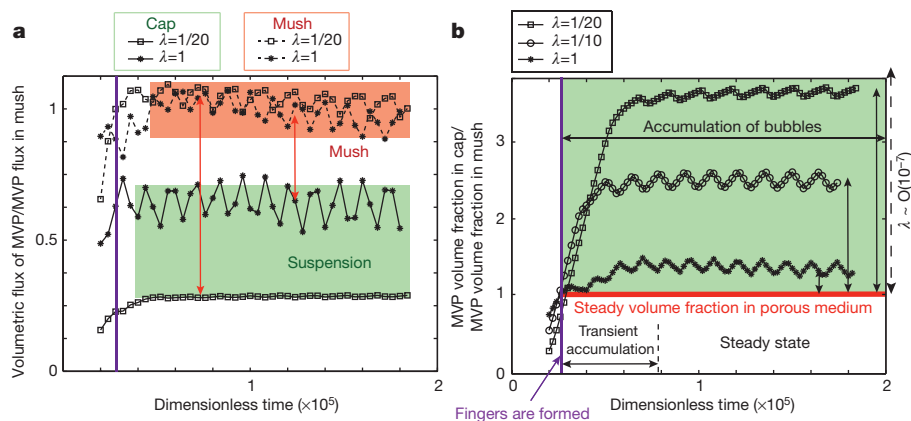 a
Cap
λ=1/20
λ=1
Mush
λ=1/20
λ=1
Volumetric flux of MVP/MVP flux in mush
1
0.5
0
Mush
Suspension
1
2
Dimensionless time (×10⁵)
b
λ=1/20
λ=1/10
λ=1
MVP volume fraction in cap/
MVP volume fraction in mush
3
2
1
0
Accumulation of bubbles
λ ~ O(10⁻⁷)
Steady volume fraction in porous medium
Transient
accumulation
Steady state
0
1
2
Fingers are formed
Dimensionless time (×10⁵)